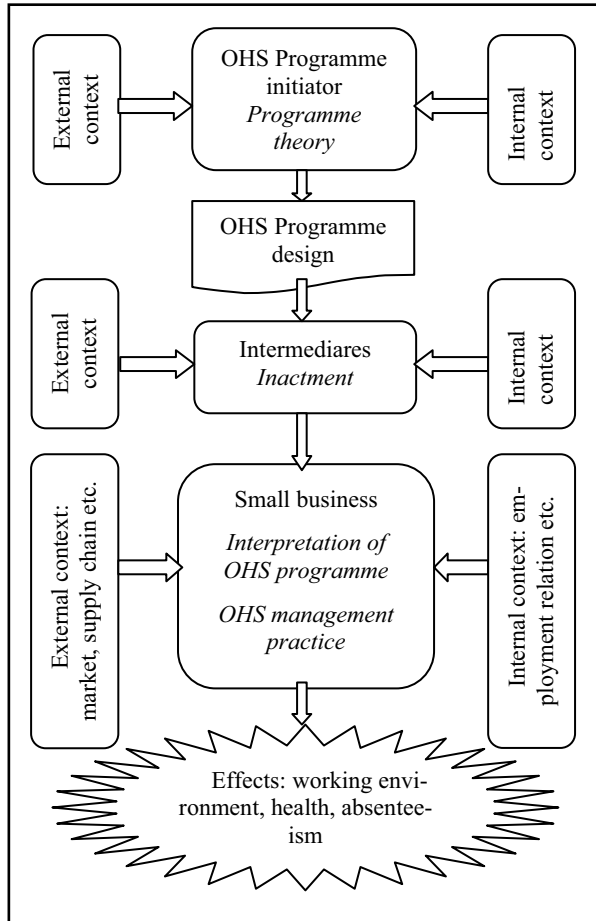 External
context
OHS Programme
initiator
Programme
theory
Internal
context
OHS Programme
design
External
context
Intermediares
Inactment
Internal
context
External context:
market, supply chain etc.
Small business
Interpretation of
OHS programme
OHS management
practice
Internal context: em-
ployment relation etc.
Effects: working envi-
ronment, health, absentee-
ism